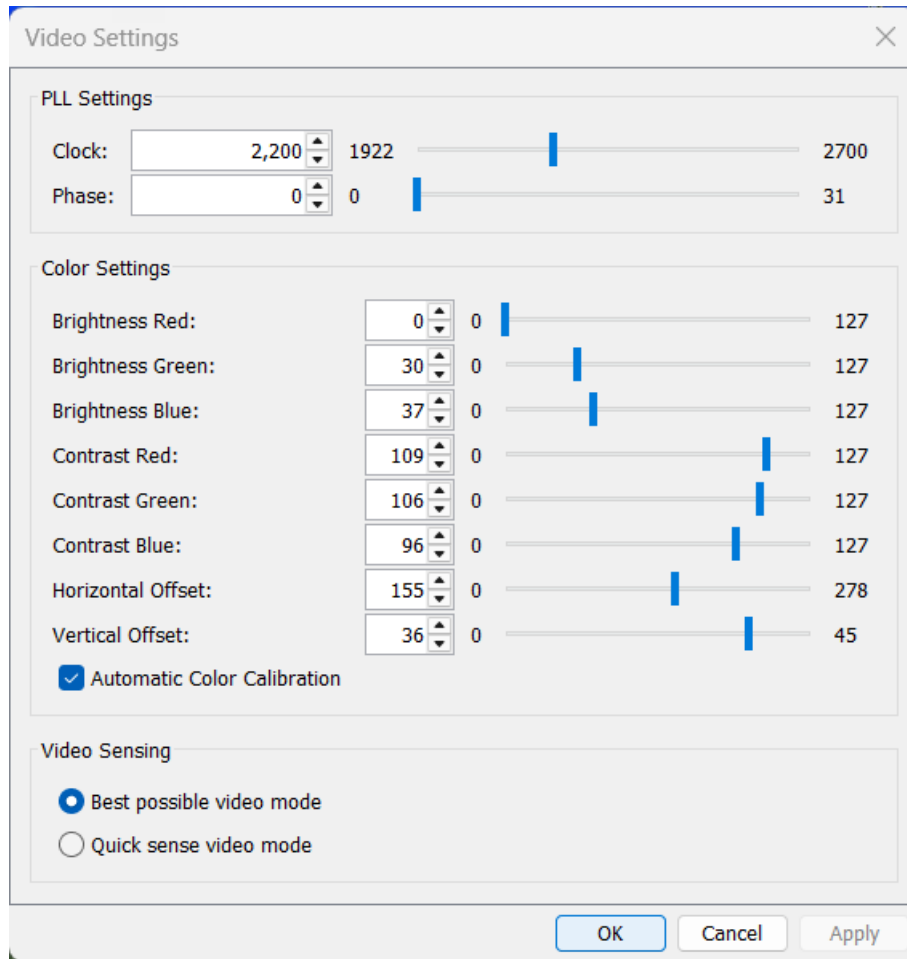 Video Settings
PLL Settings
Clock: 2,200 1922 2700
Phase: 0 0 31
Color Settings
Brightness Red: 0 0 127
Brightness Green: 30 0 127
Brightness Blue: 37 0 127
Contrast Red: 109 0 127
Contrast Green: 106 0 127
Contrast Blue: 96 0 127
Horizontal Offset: 155 0 278
Vertical Offset: 36 0 45
Automatic Color Calibration
Video Sensing
Best possible video mode
Quick sense video mode
OK Cancel Apply